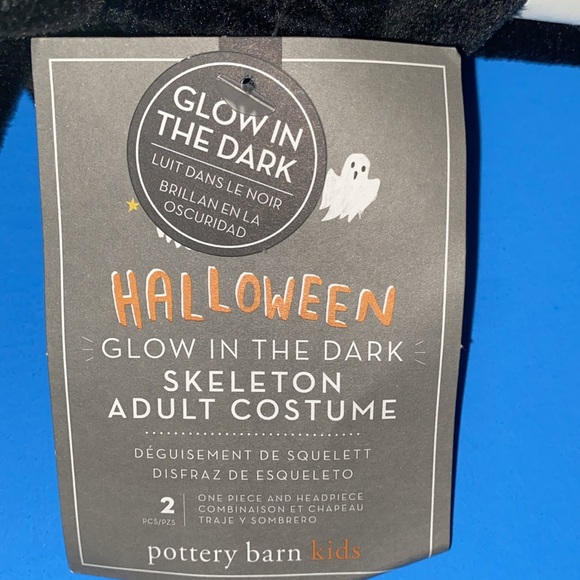 GLOW IN
THE DARK
LUIT DANS LE NOIR
BRILLAN EN LA
OSCURIDAD
HALLOWEEN
GLOW IN THE DARK
SKELETON
ADULT COSTUME
DÉGUISEMENT DE SQUELETT
DISFRAZ DE ESQUELETO
2
PCS/PZS
ONE PIECE AND HEADPIECE
COMBINAISON ET CHAPEAU
TRAJE Y SOMBRERO
pottery barn kids